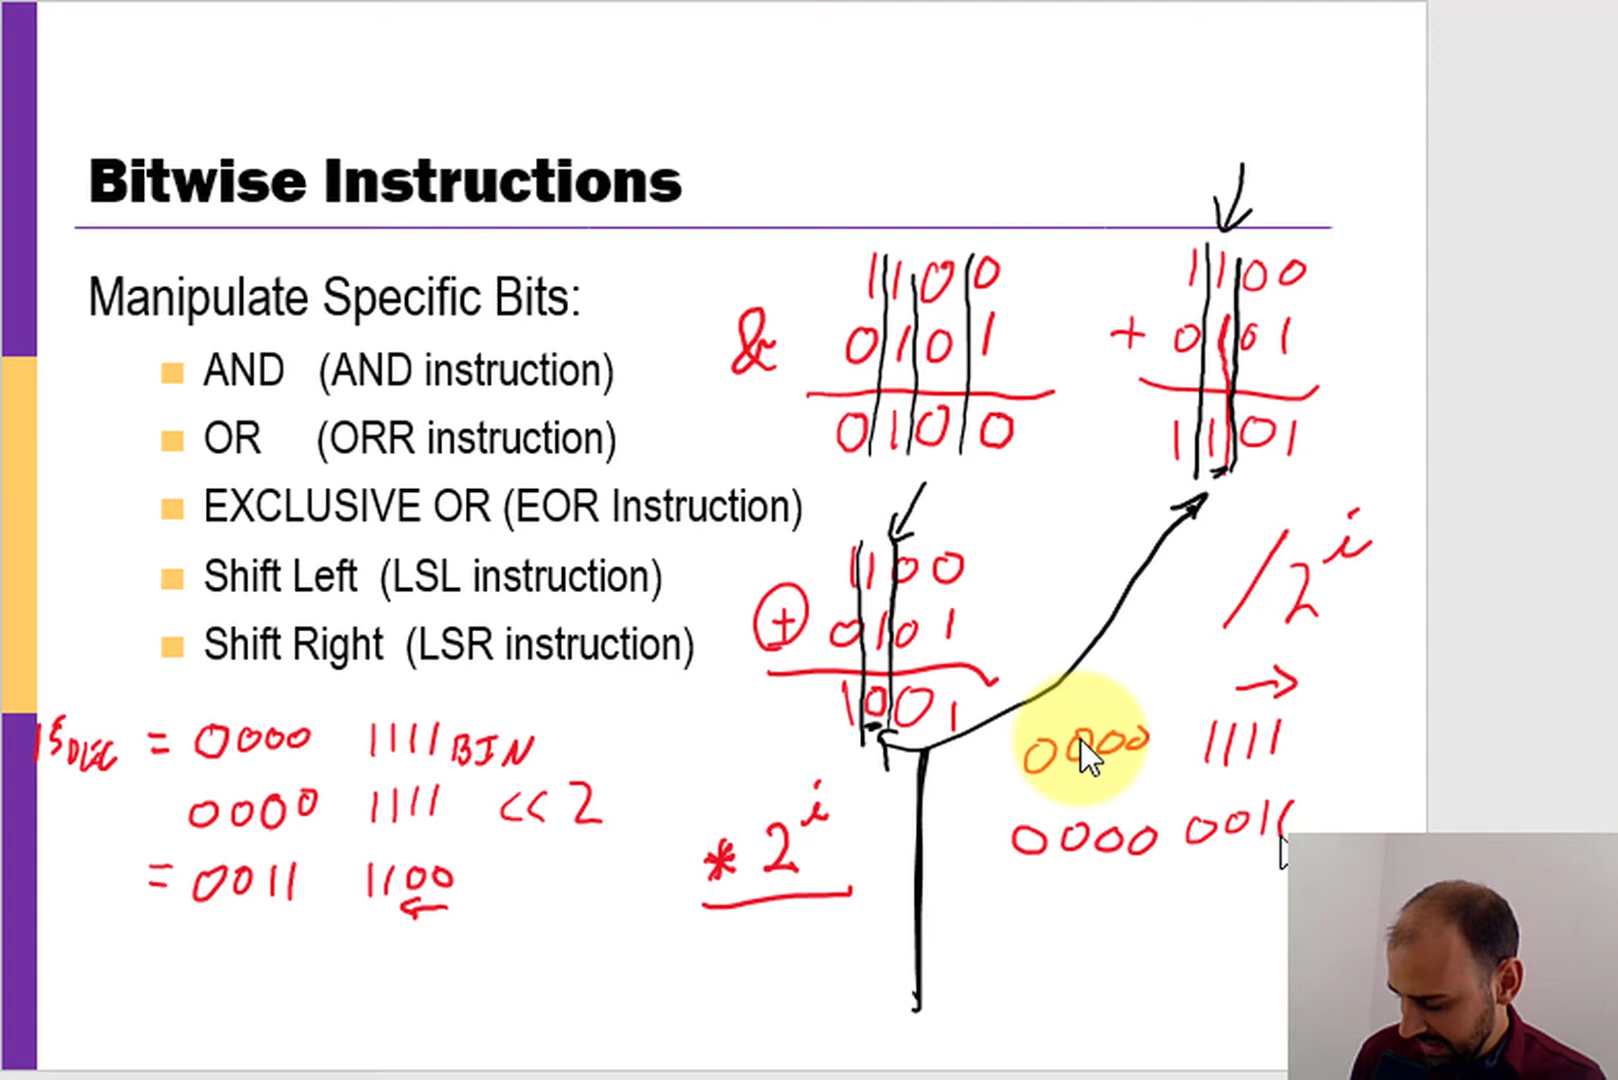 Bitwise Instructions
Manipulate Specific Bits:
AND (AND instruction)
OR (ORR instruction)
EXCLUSIVE OR (EOR Instruction)
Shift Left (LSL instruction)
Shift Right (LSR instruction)
1100
& 0101
0100
1100
+ 0101
1101
1100
⊕ 0101
1001
/2^i
→
15DEC = 0000 1111BIN
0000 1111 << 2
= 0011 1100
* 2^i
0000 1111
0000 0011